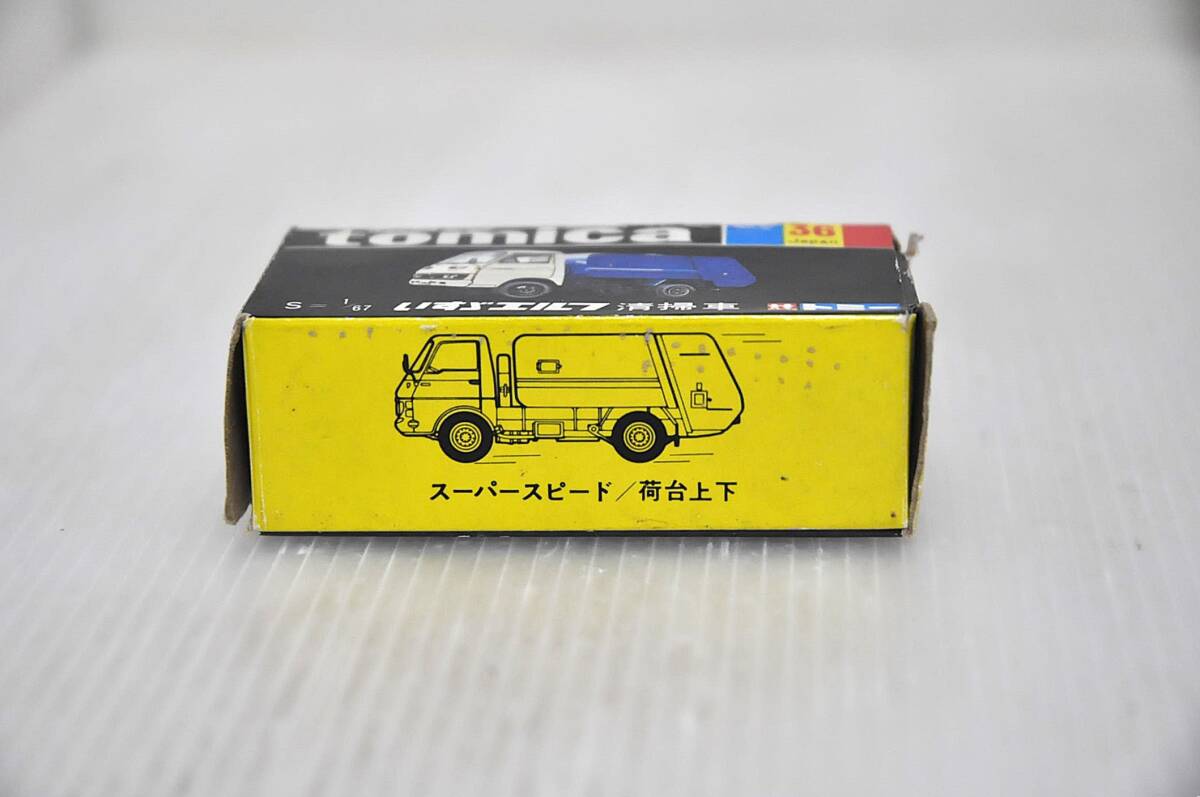 tomica
36
Japan
S=1/67 いすゞエルフ 清掃車 トミー
スーパースピード/荷台上下